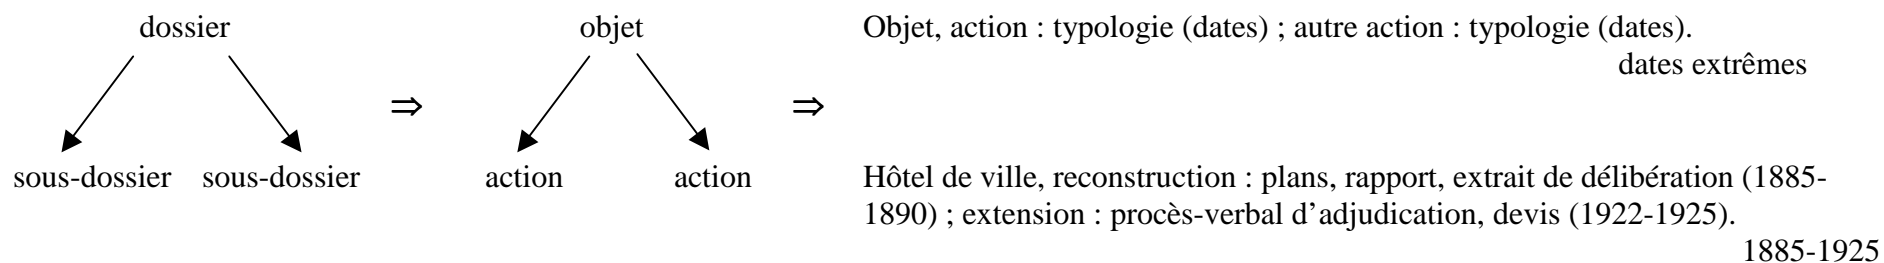 dossier
sous-dossier sous-dossier
⇒
objet
action action
⇒
Objet, action : typologie (dates) ; autre action : typologie (dates).
dates extrêmes
Hôtel de ville, reconstruction : plans, rapport, extrait de délibération (1885-
1890) ; extension : procès-verbal d’adjudication, devis (1922-1925).
1885-1925